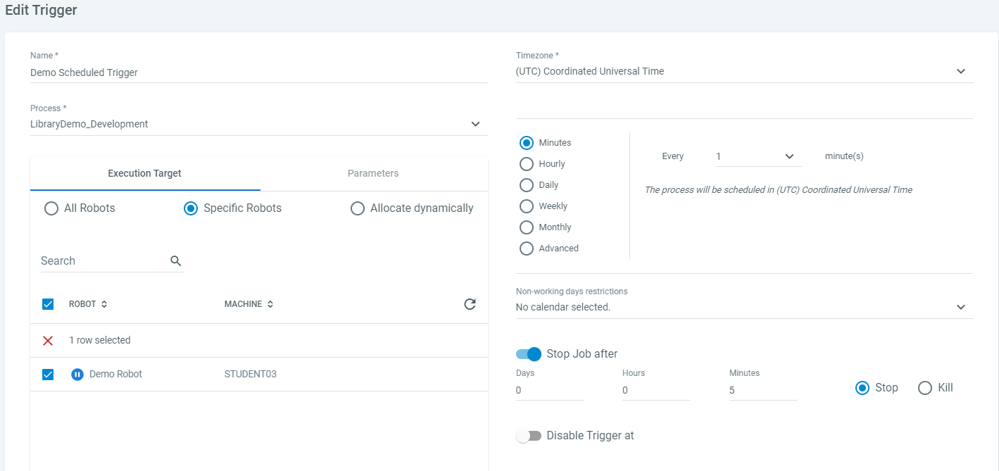 Edit Trigger
Name *
Demo Scheduled Trigger
Process *
LibraryDemo_Development
Execution Target
Parameters
All Robots
Specific Robots
Allocate dynamically
Search
ROBOT
MACHINE
1 row selected
Demo Robot
STUDENT03
Timezone *
(UTC) Coordinated Universal Time
Minutes
Hourly
Daily
Weekly
Monthly
Advanced
Every 1 minute(s)
The process will be scheduled in (UTC) Coordinated Universal Time
Non-working days restrictions
No calendar selected.
Stop Job after
Days Hours Minutes
0 0 5
Stop Kill
Disable Trigger at